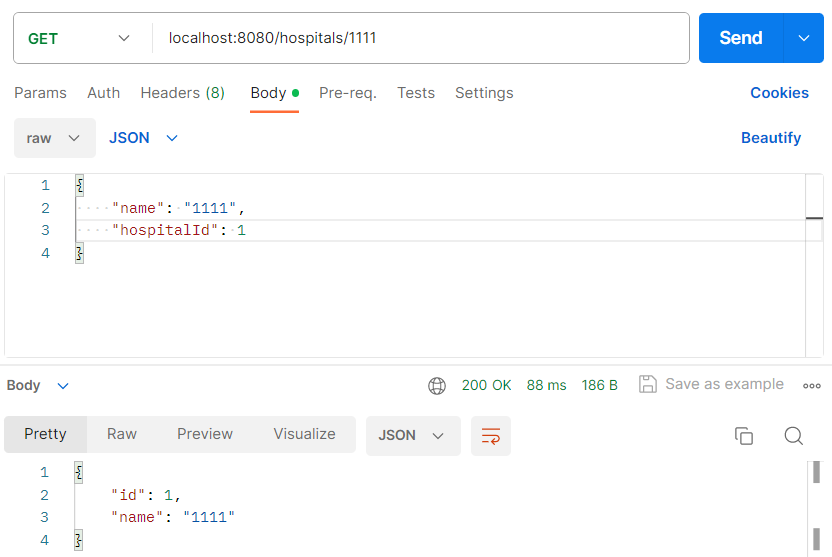 GET localhost:8080/hospitals/1111 Send
Params Auth Headers (8) Body Pre-req. Tests Settings Cookies
raw JSON Beautify
1 {
2 "name": "1111",
3 "hospitalId": 1
4 }
Body 200 OK 88 ms 186 B Save as example
Pretty Raw Preview Visualize JSON
1 {
2 "id": 1,
3 "name": "1111"
4 }